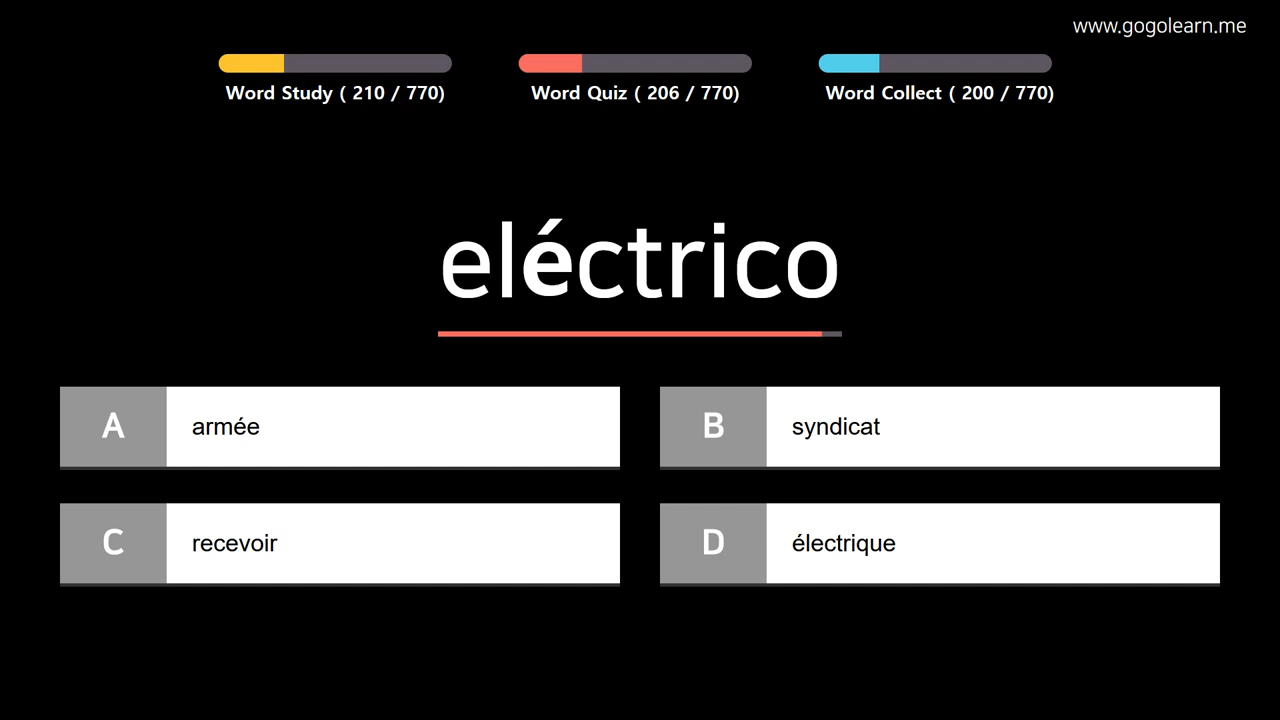 www.gogolearn.me
Word Study ( 210 / 770)
Word Quiz ( 206 / 770)
Word Collect ( 200 / 770)
eléctrico
A armée
B syndicat
C recevoir
D électrique